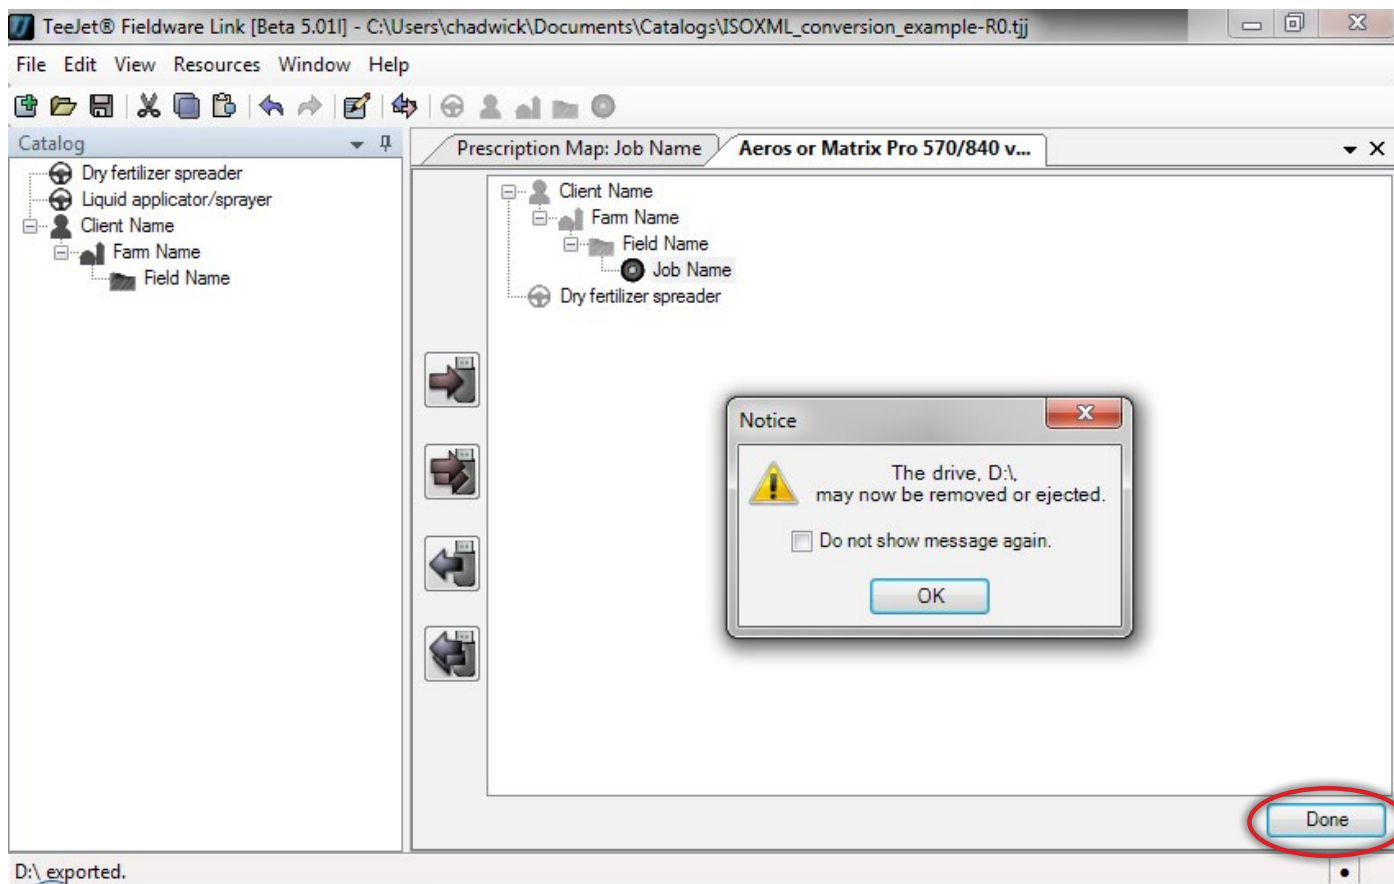 TeeJet® Fieldware Link [Beta 5.01l] - C:\Users\chadwick\Documents\Catalogs\ISOXML_conversion_example-R0.tjj
File Edit View Resources Window Help
Catalog
Dry fertilizer spreader
Liquid applicator/sprayer
Client Name
Farm Name
Field Name
Prescription Map: Job Name
Aeros or Matrix Pro 570/840 v...
Client Name
Farm Name
Field Name
Job Name
Dry fertilizer spreader
Notice
The drive, D:\,
may now be removed or ejected.
Do not show message again.
OK
Done
D:\ exported.